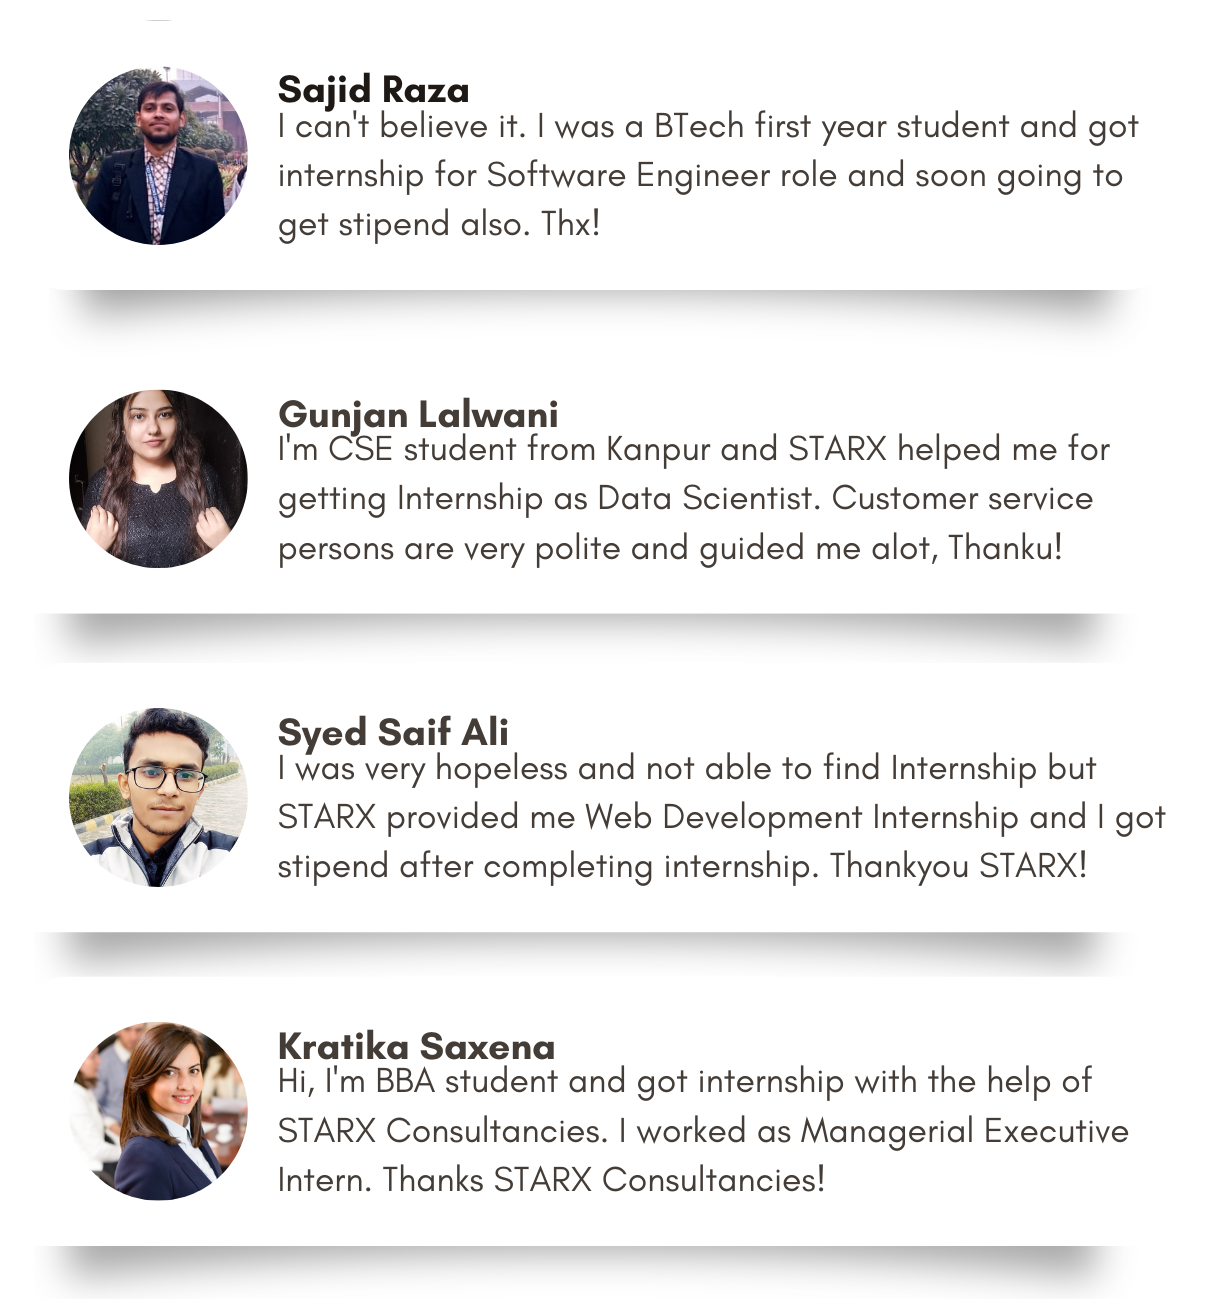 Sajid Raza
I can't believe it. I was a BTech first year student and got
internship for Software Engineer role and soon going to
get stipend also. Thx!
Gunjan Lalwani
I'm CSE student from Kanpur and STARX helped me for
getting Internship as Data Scientist. Customer service
persons are very polite and guided me alot, Thanku!
Syed Saif Ali
I was very hopeless and not able to find Internship but
STARX provided me Web Development Internship and I got
stipend after completing internship. Thankyou STARX!
Kratika Saxena
Hi, I'm BBA student and got internship with the help of
STARX Consultancies. I worked as Managerial Executive
Intern. Thanks STARX Consultancies!